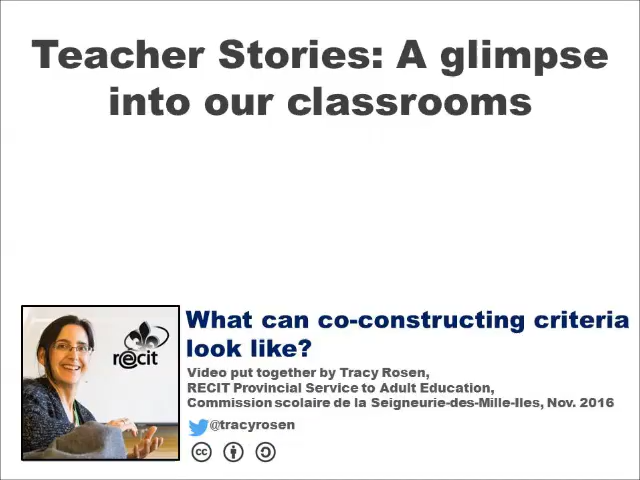 Teacher Stories: A glimpse
into our classrooms
récit
What can co-constructing criteria
look like?
Video put together by Tracy Rosen,
RECIT Provincial Service to Adult Education,
Commission scolaire de la Seigneurie-des-Mille-Iles, Nov. 2016
@tracyrosen
cc